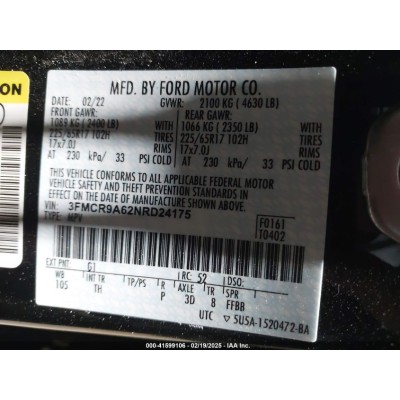 ION
MFD. BY FORD MOTOR CO.
DATE: 02/22 GVWR: 2100 KG (4630 LB)
FRONT GAWR: REAR GAWR:
1089 KG (2400 LB) WITH 1066 KG (2350 LB) WITH
225/65R17 102H TIRES 225/65R17 102H TIRES
17x7.0J RIMS 17x7.0J RIMS
AT 230 kPa/ 33 PSI COLD AT 230 kPa/ 33 PSI COLD
THIS VEHICLE CONFORMS TO ALL APPLICABLE FEDERAL MOTOR VEHICLE
SAFETY, BUMPER, AND THEFT PREVENTION STANDARDS IN EFFECT ON THE DATE
OF MANUFACTURE SHOWN ABOVE.
VIN: 3FMCR9A62NRD24175 F0161
TYPE: MPV T0402
EXT PNT: G1 RC: 52 DSO:
WB INT TR TP/PS R AXLE TR SPR
105 TH P 3D 8 FFBB
UTC ▽ 5U5A-1520472-BA
000-41599106 - 02/19/2025 - IAA Inc.